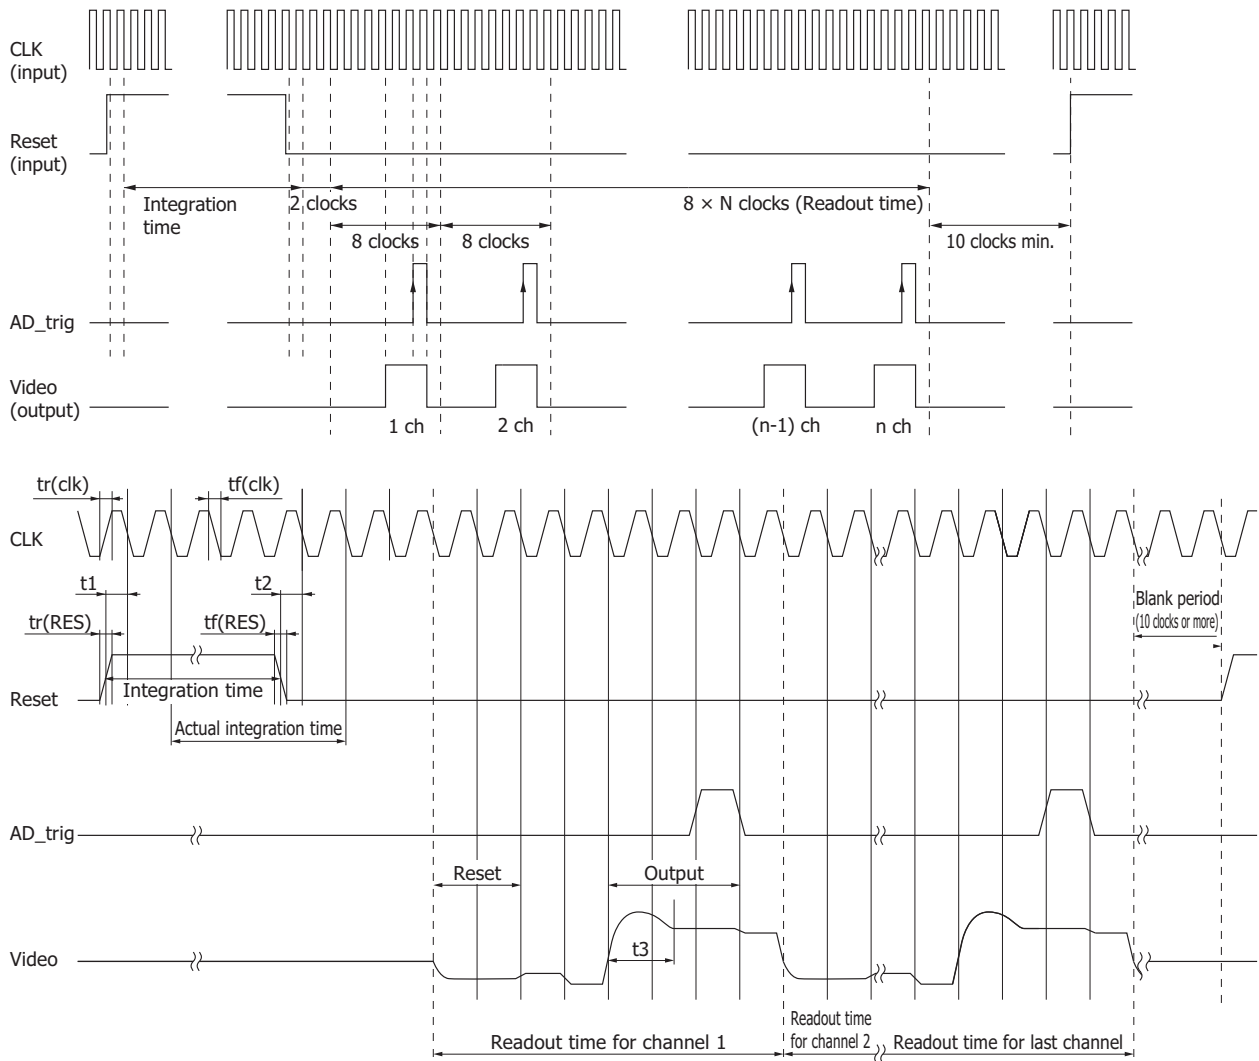 CLK
(input)
Reset
(input)
Integration
time
2 clocks
8 × N clocks (Readout time)
8 clocks
8 clocks
10 clocks min.
AD_trig
Video
(output)
1 ch
2 ch
(n-1) ch
n ch
tr(clk)
tf(clk)
CLK
t1
t2
Blank period
(10 clocks or more)
tr(RES)
tf(RES)
Integration time
Reset
Actual integration time
AD_trig
Reset
Output
t3
Video
Readout time for channel 1
Readout time
for channel 2
Readout time for last channel